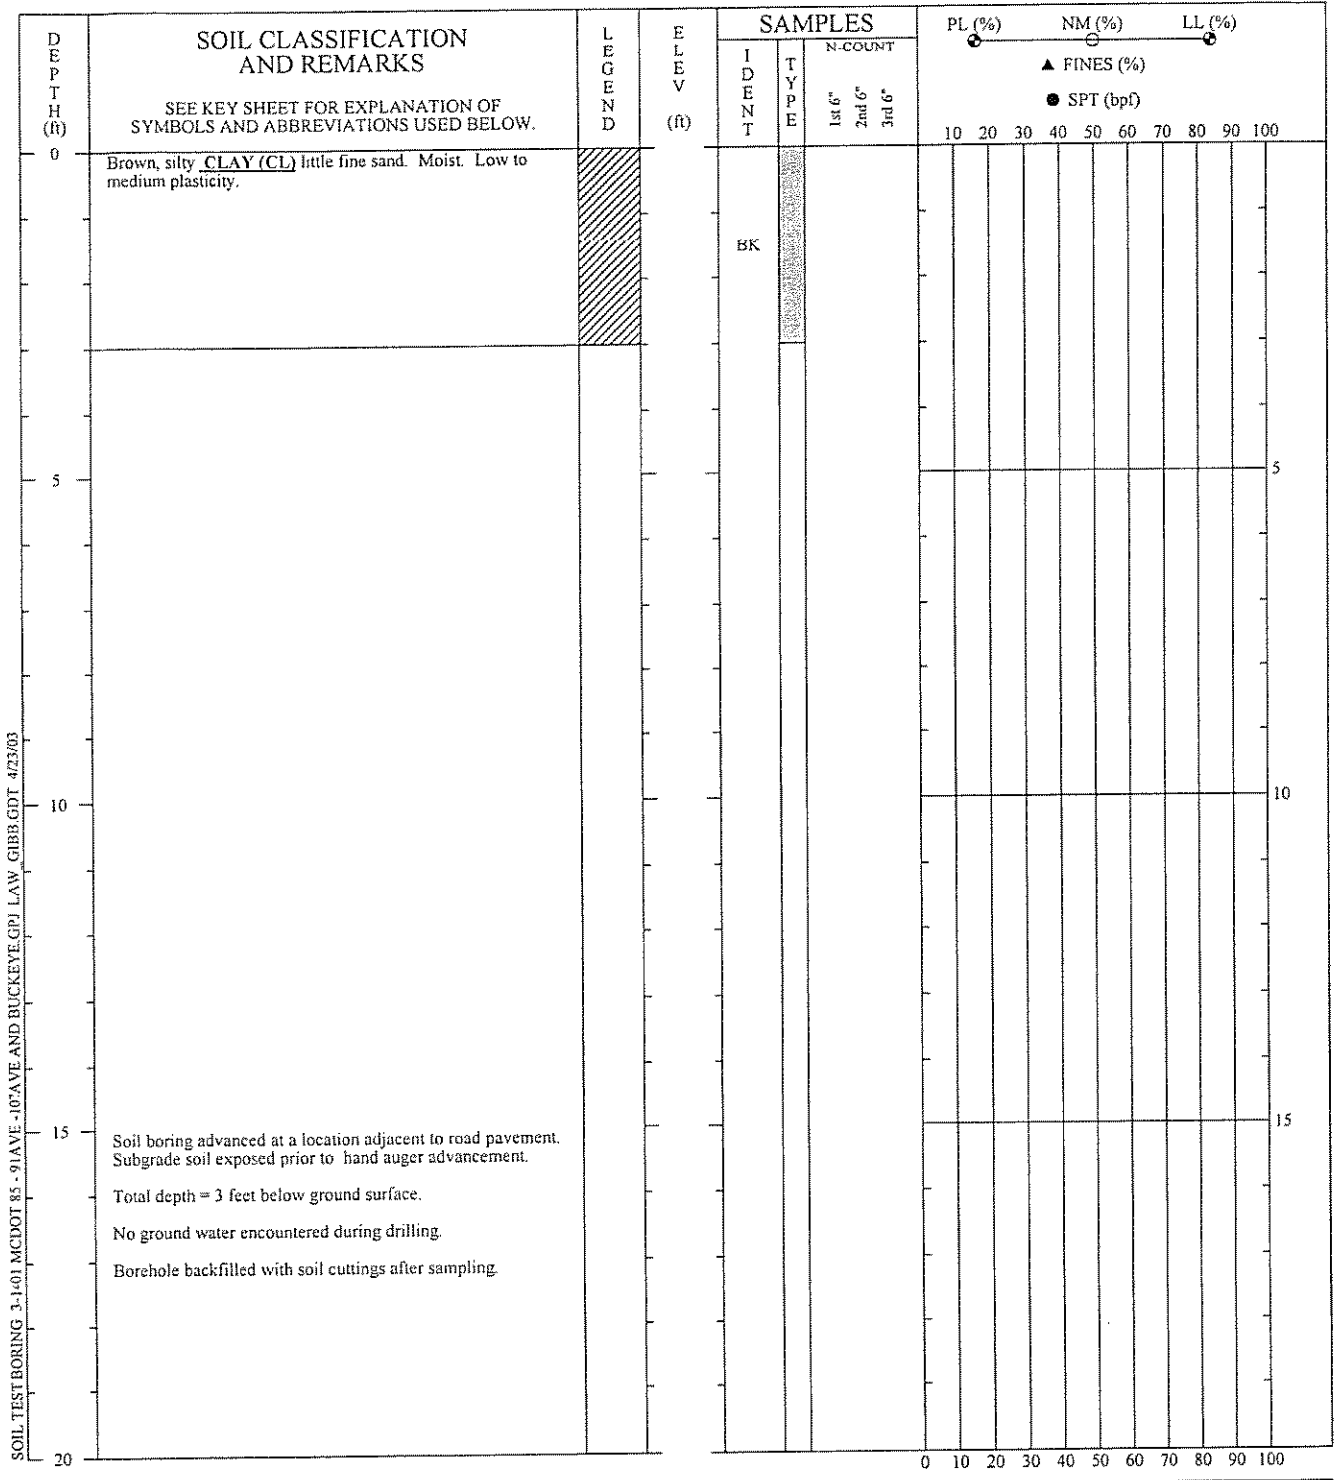 DEPTH (ft)
SOIL CLASSIFICATION
AND REMARKS
SEE KEY SHEET FOR EXPLANATION OF
SYMBOLS AND ABBREVIATIONS USED BELOW.
LEGEND
ELEV (ft)
SAMPLES
IDENT
TYPE
N-COUNT
1st 6"
2nd 6"
3rd 6"
PL (%) NM (%) LL (%)
▲ FINES (%)
● SPT (bpf)
10 20 30 40 50 60 70 80 90 100
0
Brown, silty CLAY (CL) little fine sand. Moist. Low to
medium plasticity.
BK
5
5
10
10
15
15
Soil boring advanced at a location adjacent to road pavement.
Subgrade soil exposed prior to hand auger advancement.
Total depth = 3 feet below ground surface.
No ground water encountered during drilling.
Borehole backfilled with soil cuttings after sampling.
20
0 10 20 30 40 50 60 70 80 90 100
SOIL TEST BORING 3-1401 MCDOT 85 - 91AVE -107AVE AND BUCKEYE.GPJ LAW_GIBB.GDT 4/23/03